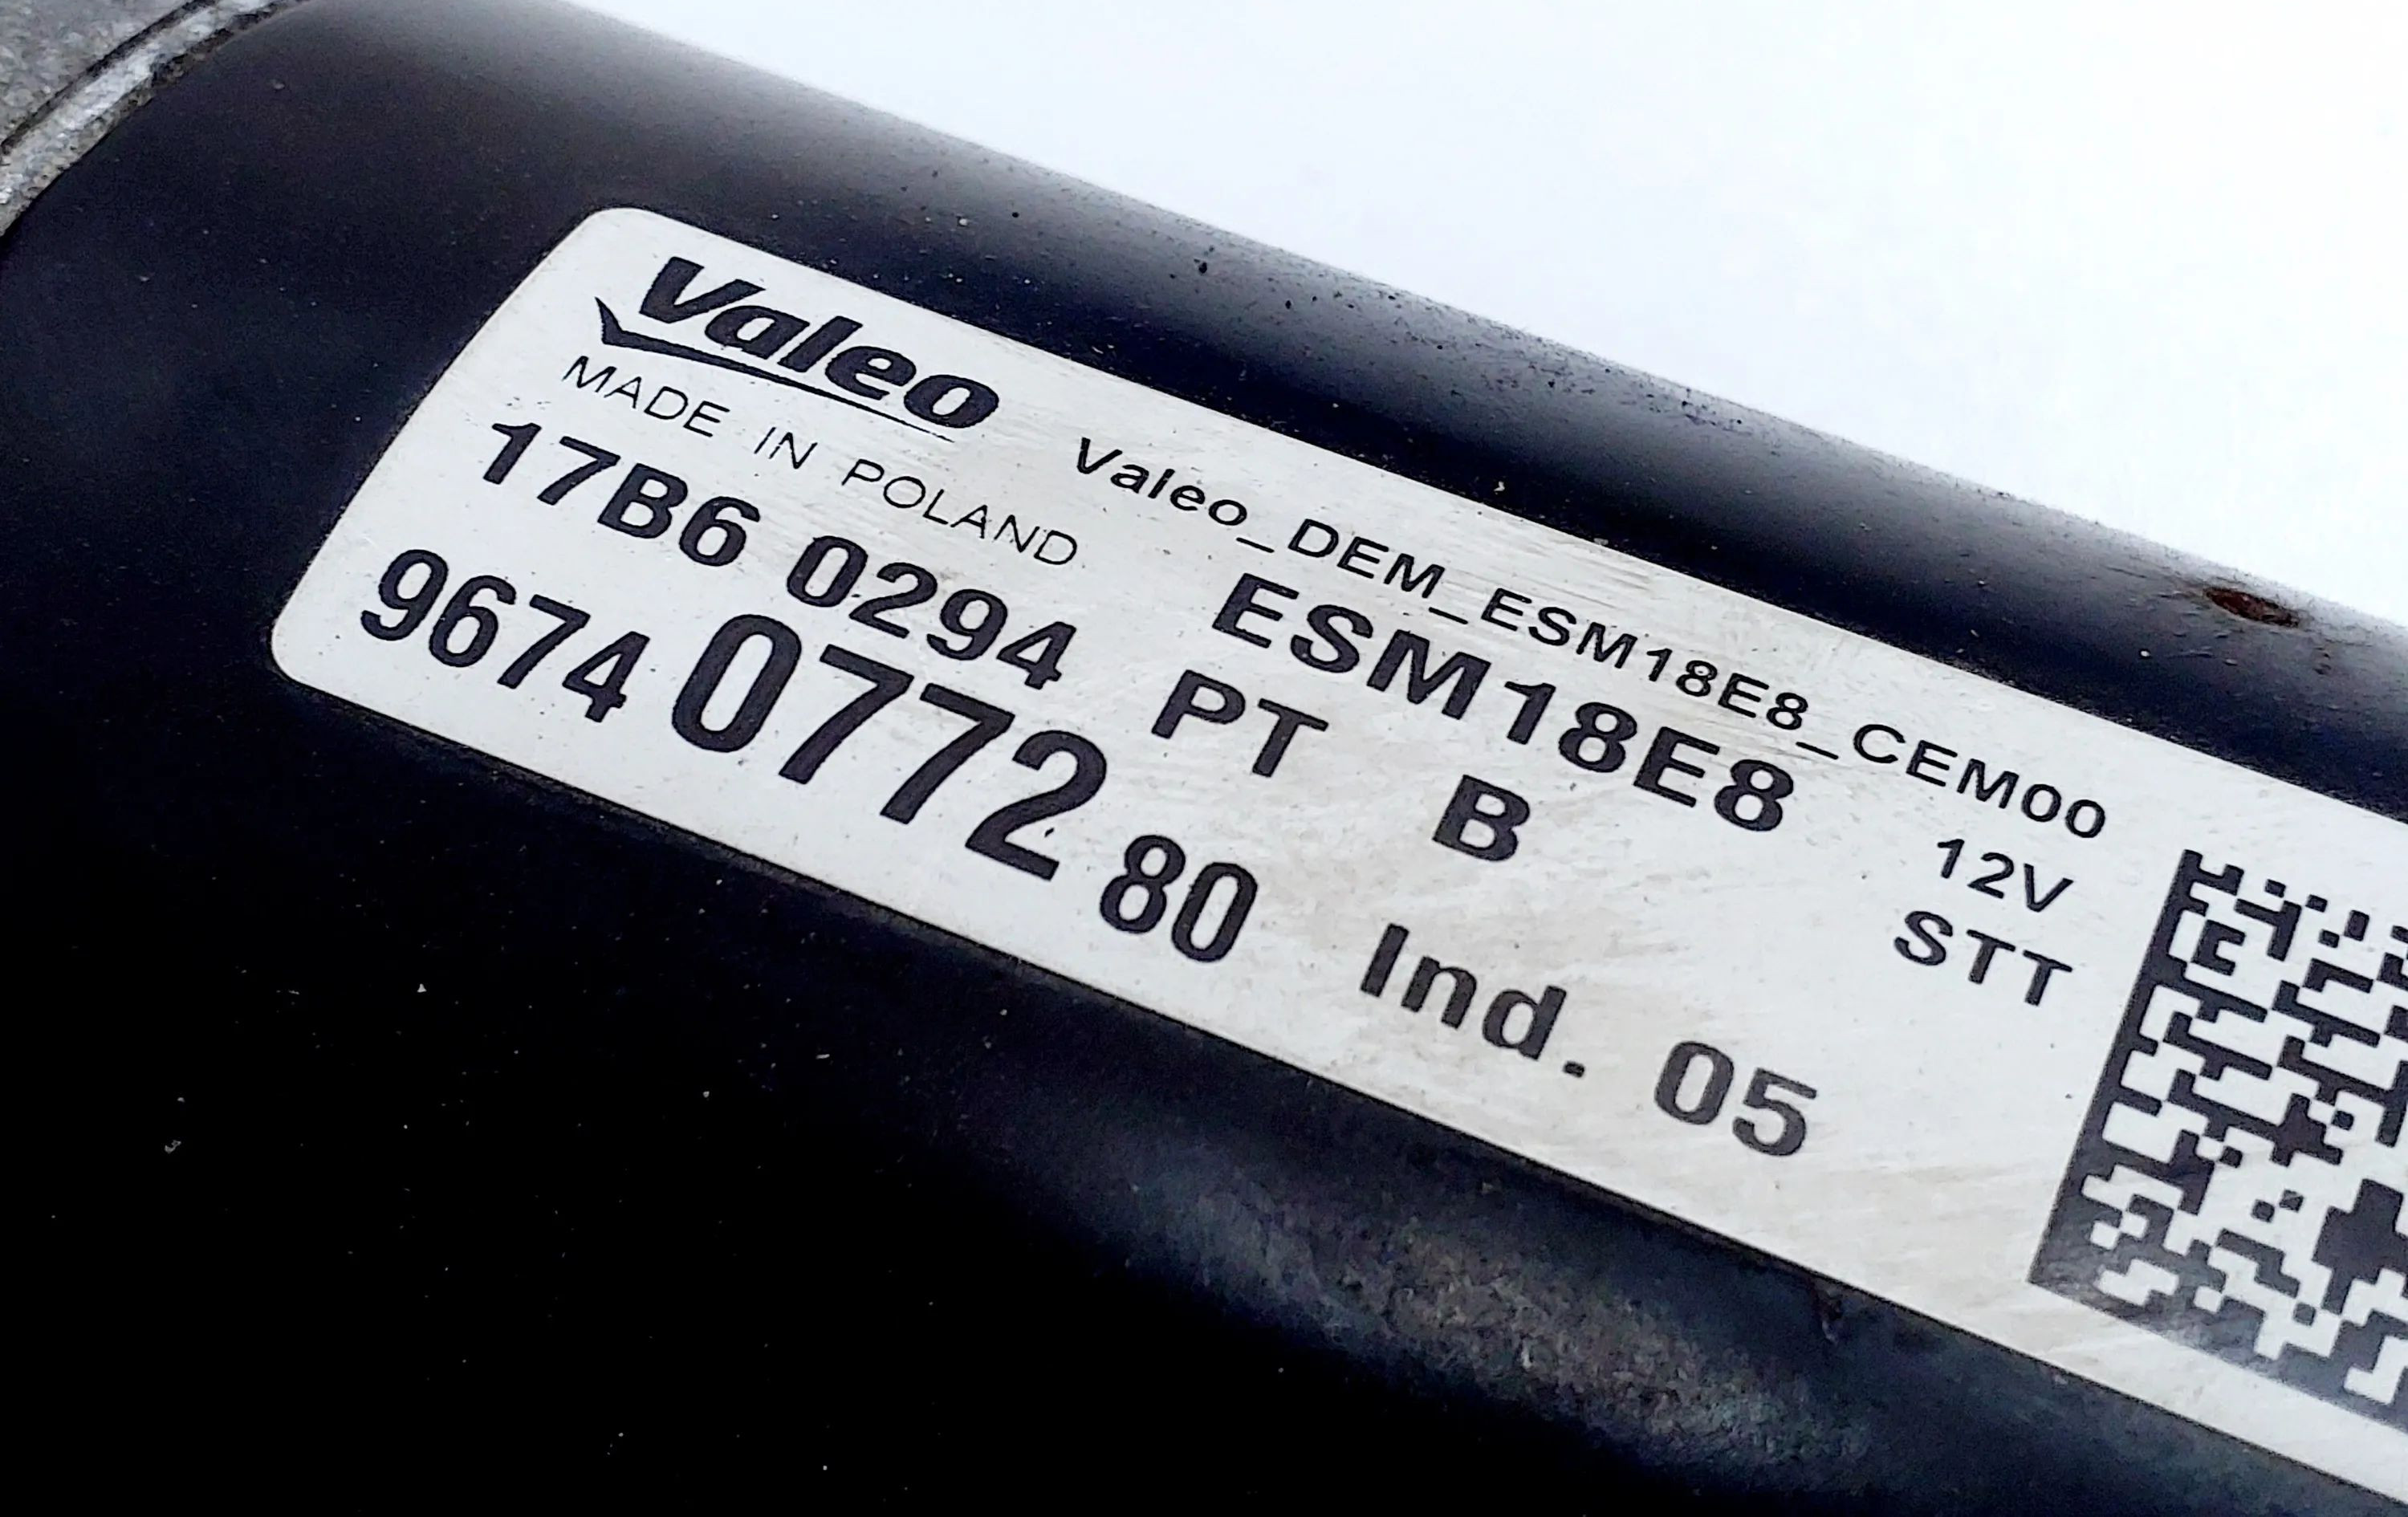 Valeo Valeo_DEM_ESM18E8_CEM00
MADE IN POLAND ESM18E8 12V
17B6 0294 PT B STT
9674 0772 80 Ind. 05